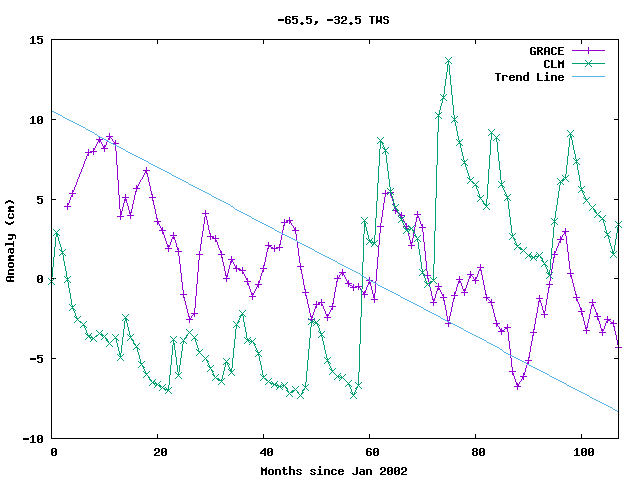 -65.5, -32.5 TWS
GRACE
CLM
Trend Line
15
10
5
0
-5
-10
Anomaly (cm)
0 20 40 60 80 100
Months since Jan 2002